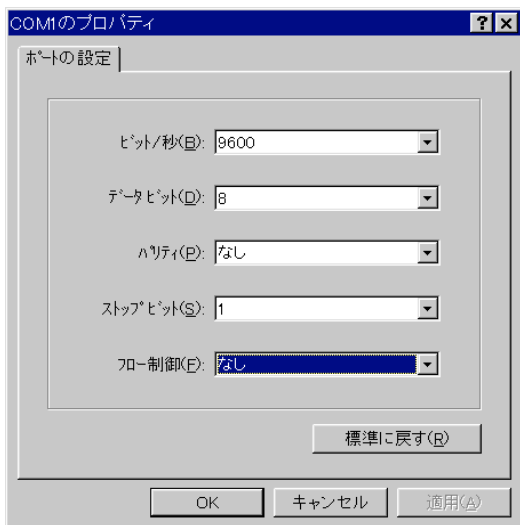 COM1のプロパティ
ﾎﾟｰﾄの設定
ﾋﾞｯﾄ/秒(B): 9600
ﾃﾞｰﾀ ﾋﾞｯﾄ(D): 8
ﾊﾟﾘﾃｨ(P): なし
ｽﾄｯﾌﾟ ﾋﾞｯﾄ(S): 1
ﾌﾛｰ制御(F): なし
標準に戻す(R)
OK キャンセル 適用(A)